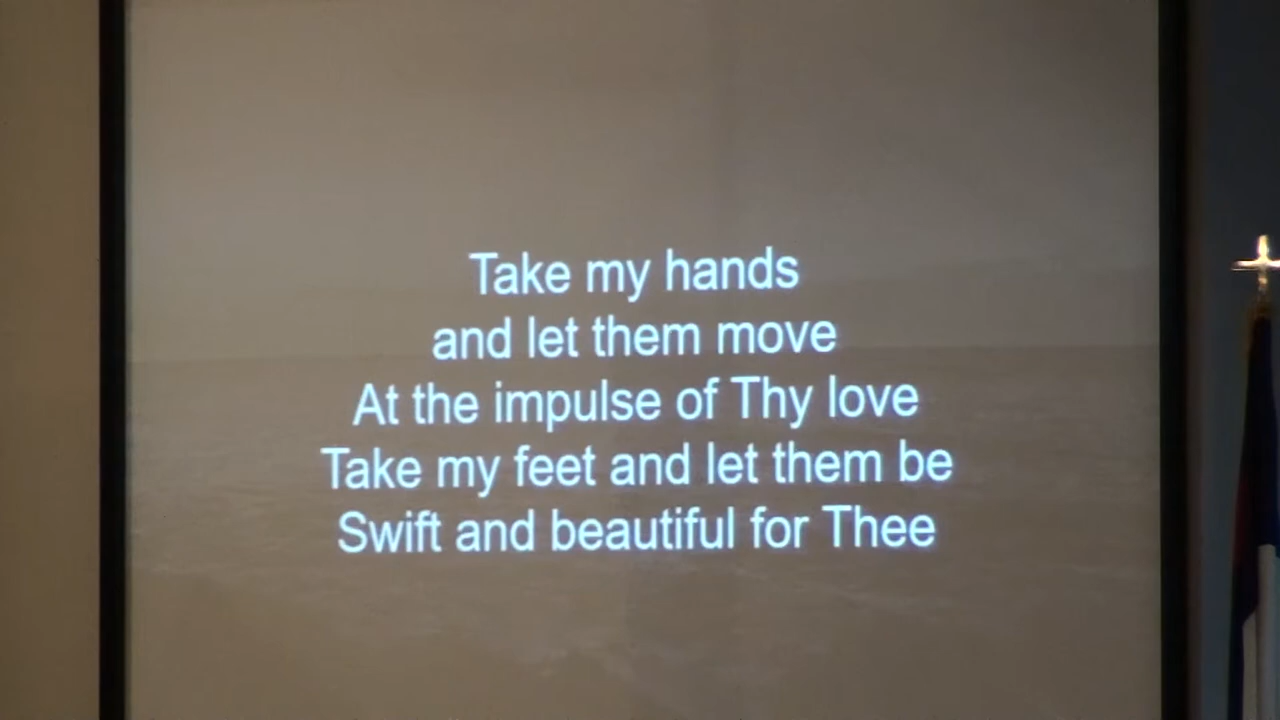 Take my hands
and let them move
At the impulse of Thy love
Take my feet and let them be
Swift and beautiful for Thee